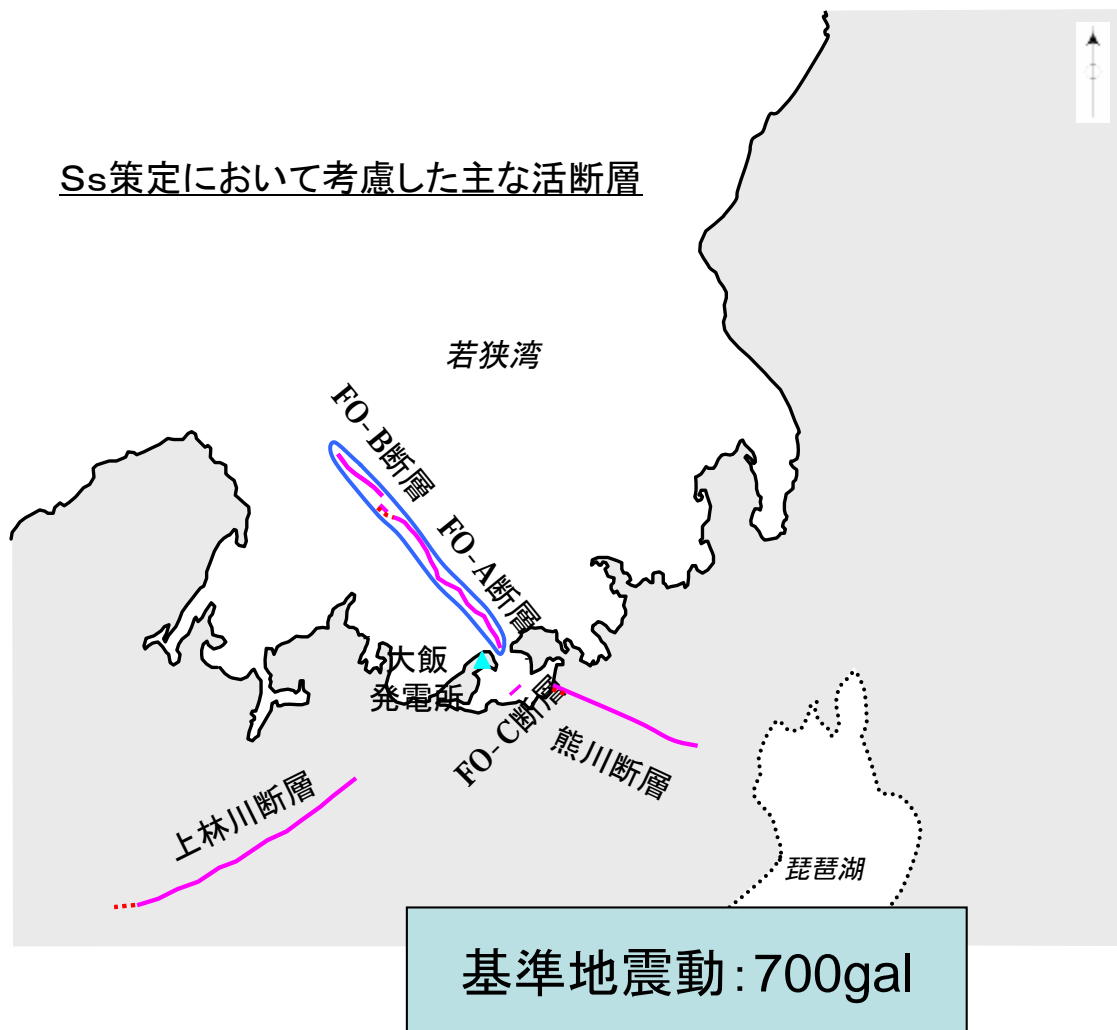 Ss策定において考慮した主な活断層
若狭湾
FO-B断層
FO-A断層
大飯
発電所
FO-C断層
熊川断層
上林川断層
琵琶湖
基準地震動：700gal